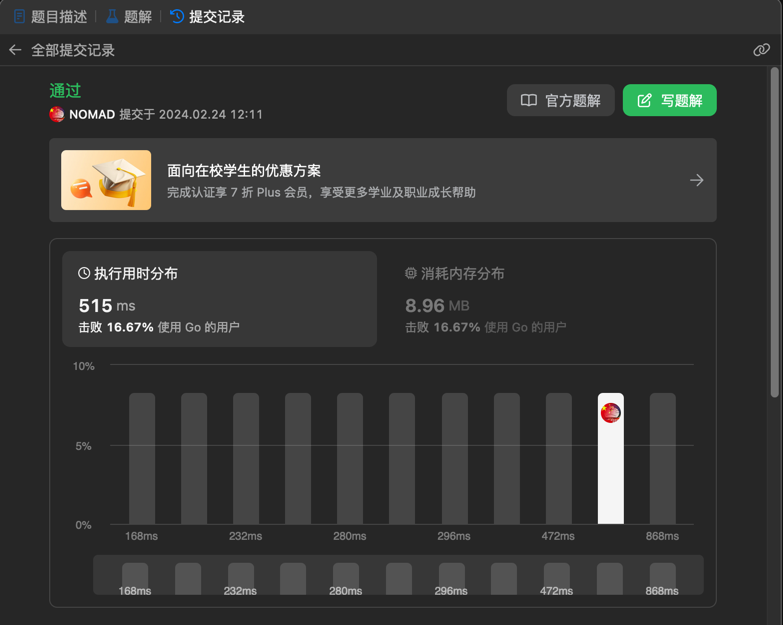 题目描述 | 题解 | 提交记录
全部提交记录
通过
NOMAD 提交于 2024.02.24 12:11
官方题解
写题解
面向在校学生的优惠方案
完成认证享 7 折 Plus 会员，享受更多学业及职业成长帮助
执行用时分布
515 ms
击败 16.67% 使用 Go 的用户
消耗内存分布
8.96 MB
击败 16.67% 使用 Go 的用户
10%
5%
0%
168ms 232ms 280ms 296ms 472ms 868ms
168ms 232ms 280ms 296ms 472ms 868ms